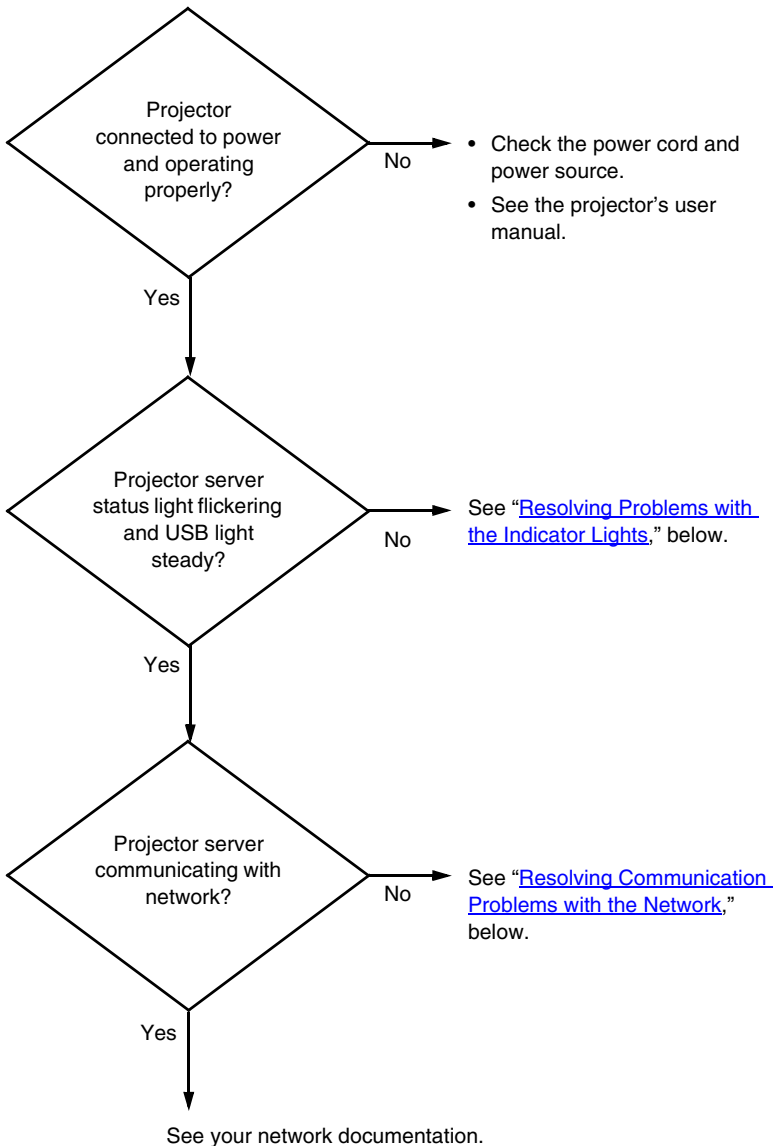 Projector
connected to power
and operating
properly?
No
• Check the power cord and
power source.
• See the projector’s user
manual.
Yes
Projector server
status light flickering
and USB light
steady?
No
See “Resolving Problems with
the Indicator Lights,” below.
Yes
Projector server
communicating with
network?
No
See “Resolving Communication
Problems with the Network,”
below.
Yes
See your network documentation.